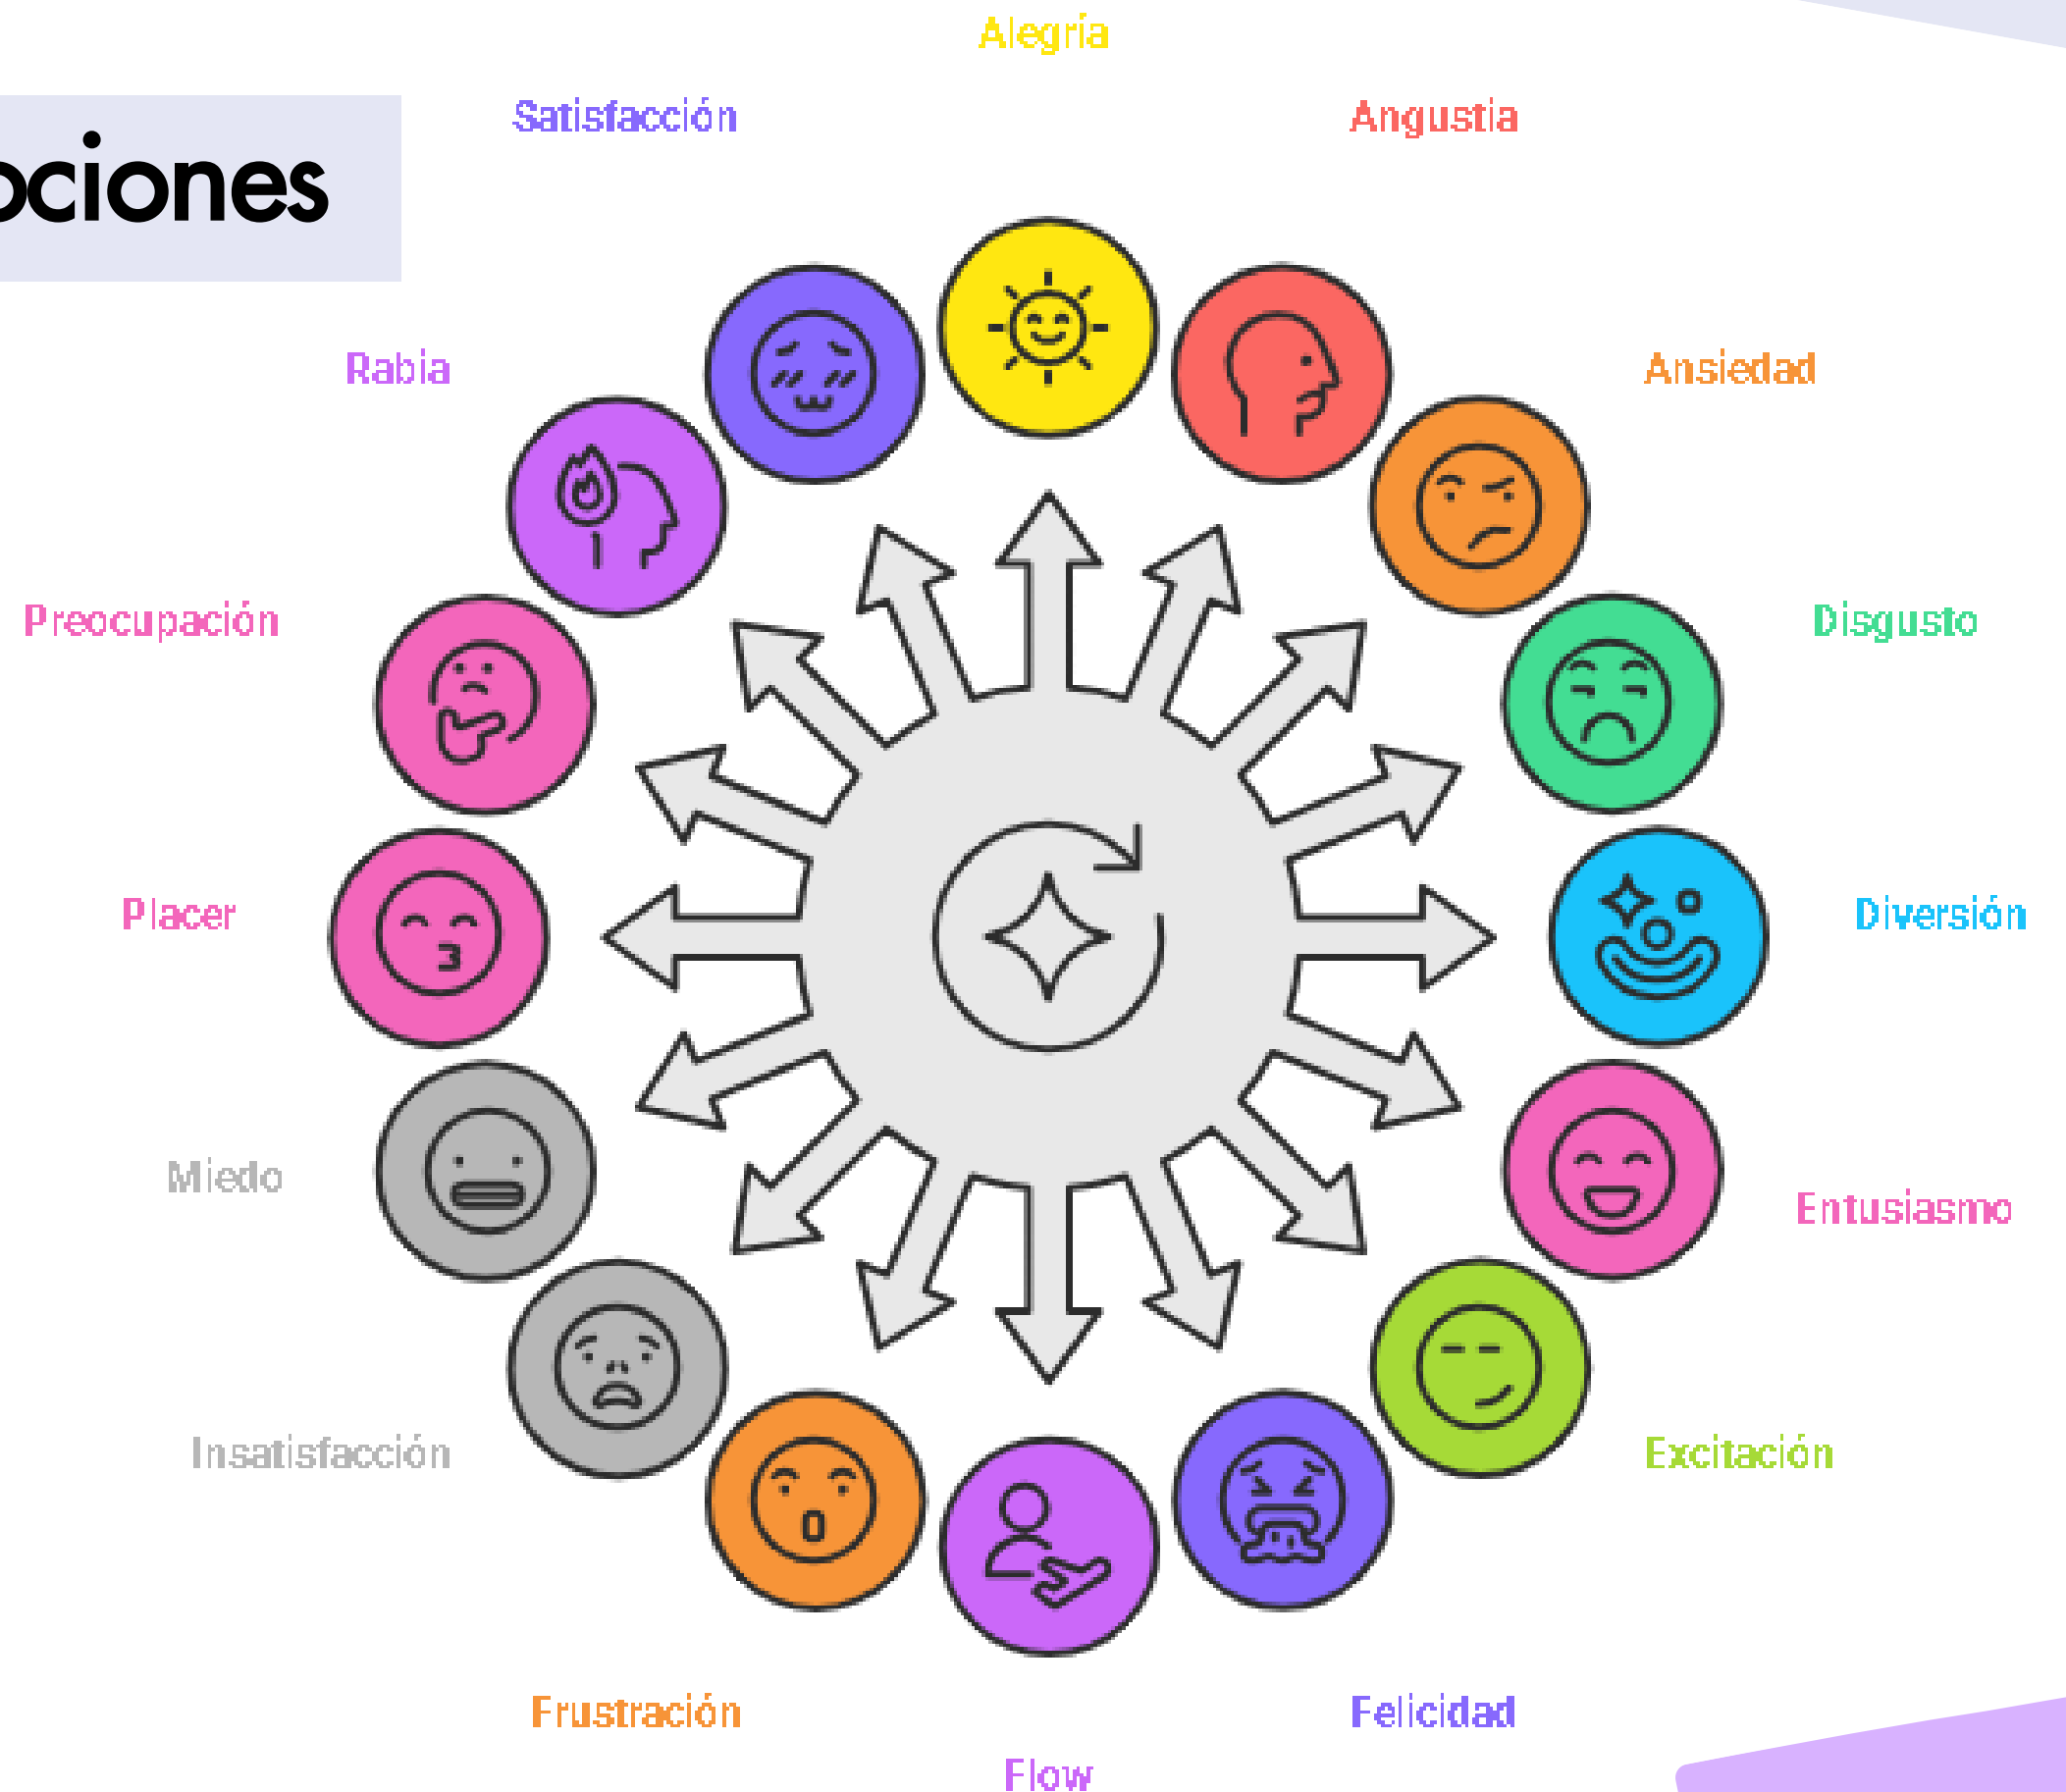 Alegría
Satisfacción
Angustia
ociones
Rabia
Ansiedad
Preocupación
Disgusto
Placer
Diversión
Miedo
Entusiasmo
Insatisfacción
Excitación
Frustración
Felicidad
Flow